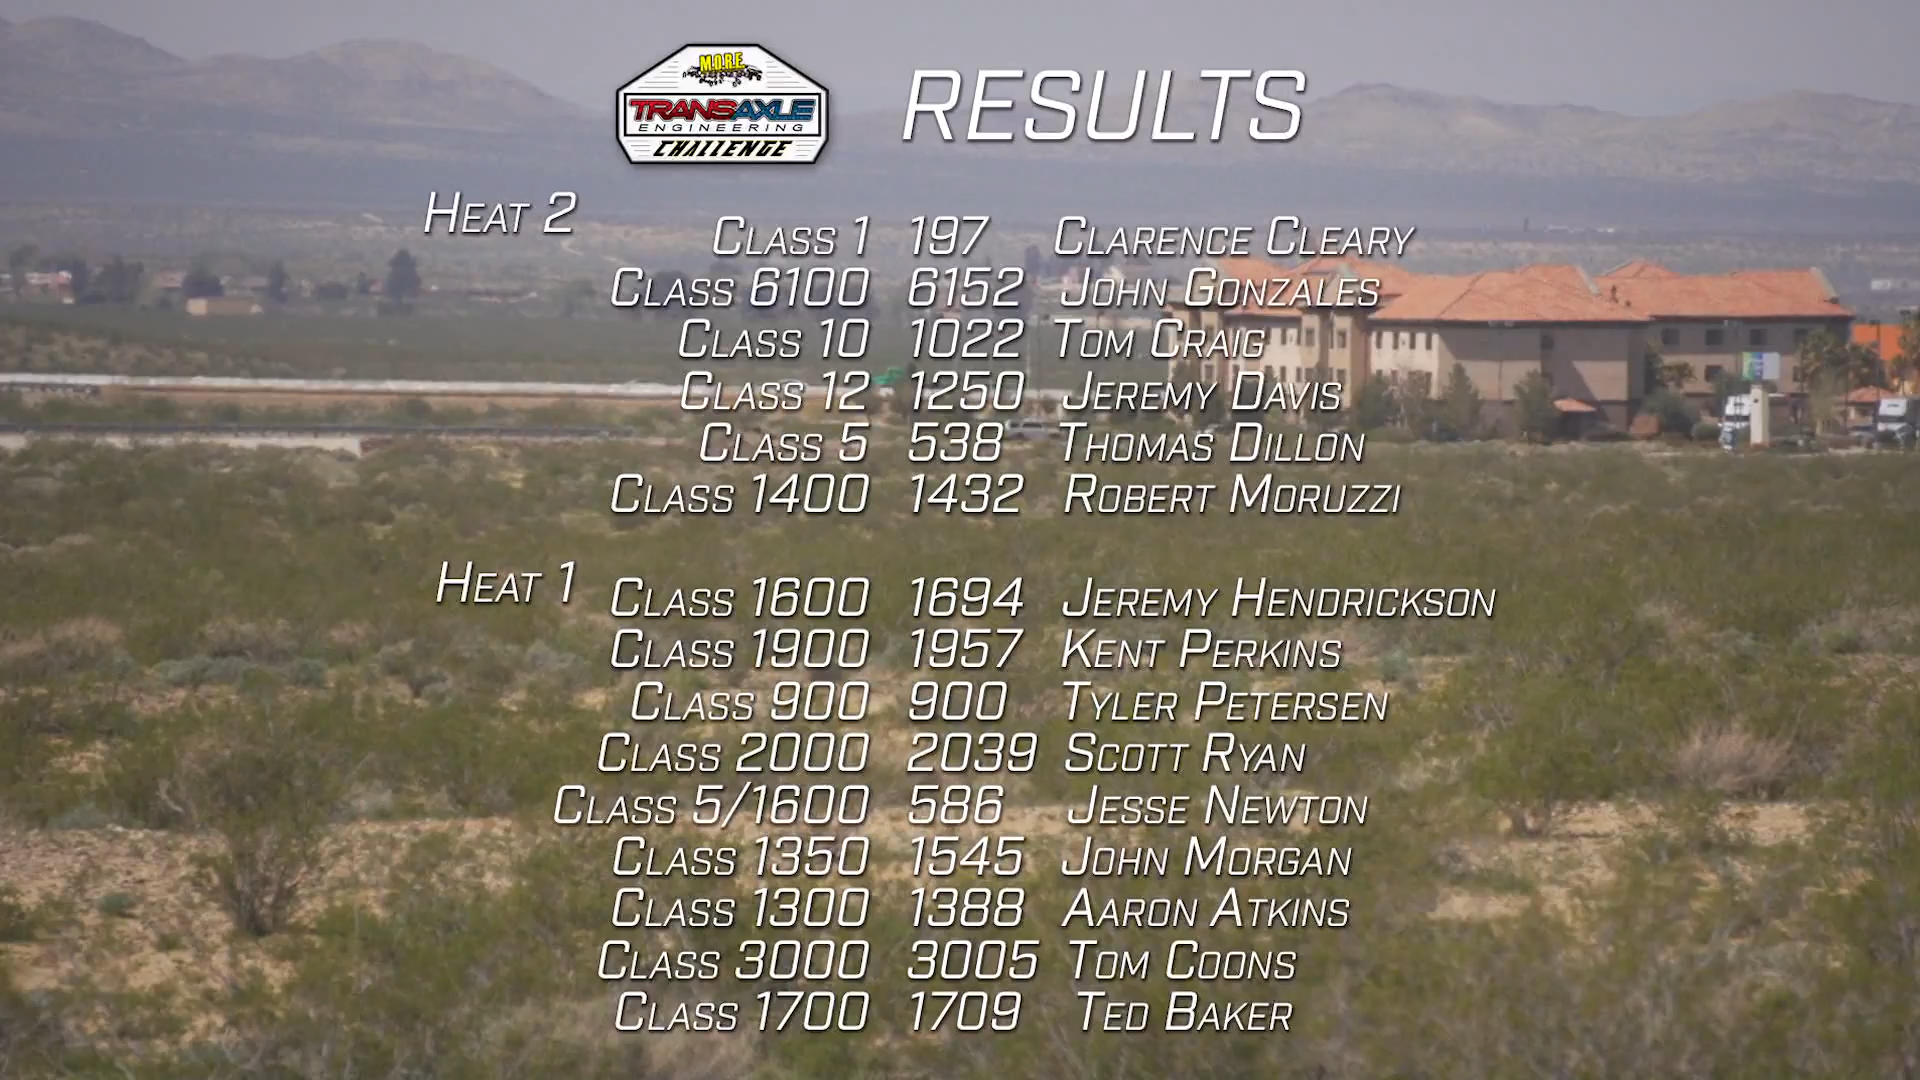 M.O.R.E.
TRANSAXLE
ENGINEERING
CHALLENGE
RESULTS
HEAT 2
CLASS 1 197 CLARENCE CLEARY
CLASS 6100 6152 JOHN GONZALES
CLASS 10 1022 TOM CRAIG
CLASS 12 1250 JEREMY DAVIS
CLASS 5 538 THOMAS DILLON
CLASS 1400 1432 ROBERT MORUZZI
HEAT 1
CLASS 1600 1694 JEREMY HENDRICKSON
CLASS 1900 1957 KENT PERKINS
CLASS 900 900 TYLER PETERSEN
CLASS 2000 2039 SCOTT RYAN
CLASS 5/1600 586 JESSE NEWTON
CLASS 1350 1545 JOHN MORGAN
CLASS 1300 1388 AARON ATKINS
CLASS 3000 3005 TOM COONS
CLASS 1700 1709 TED BAKER